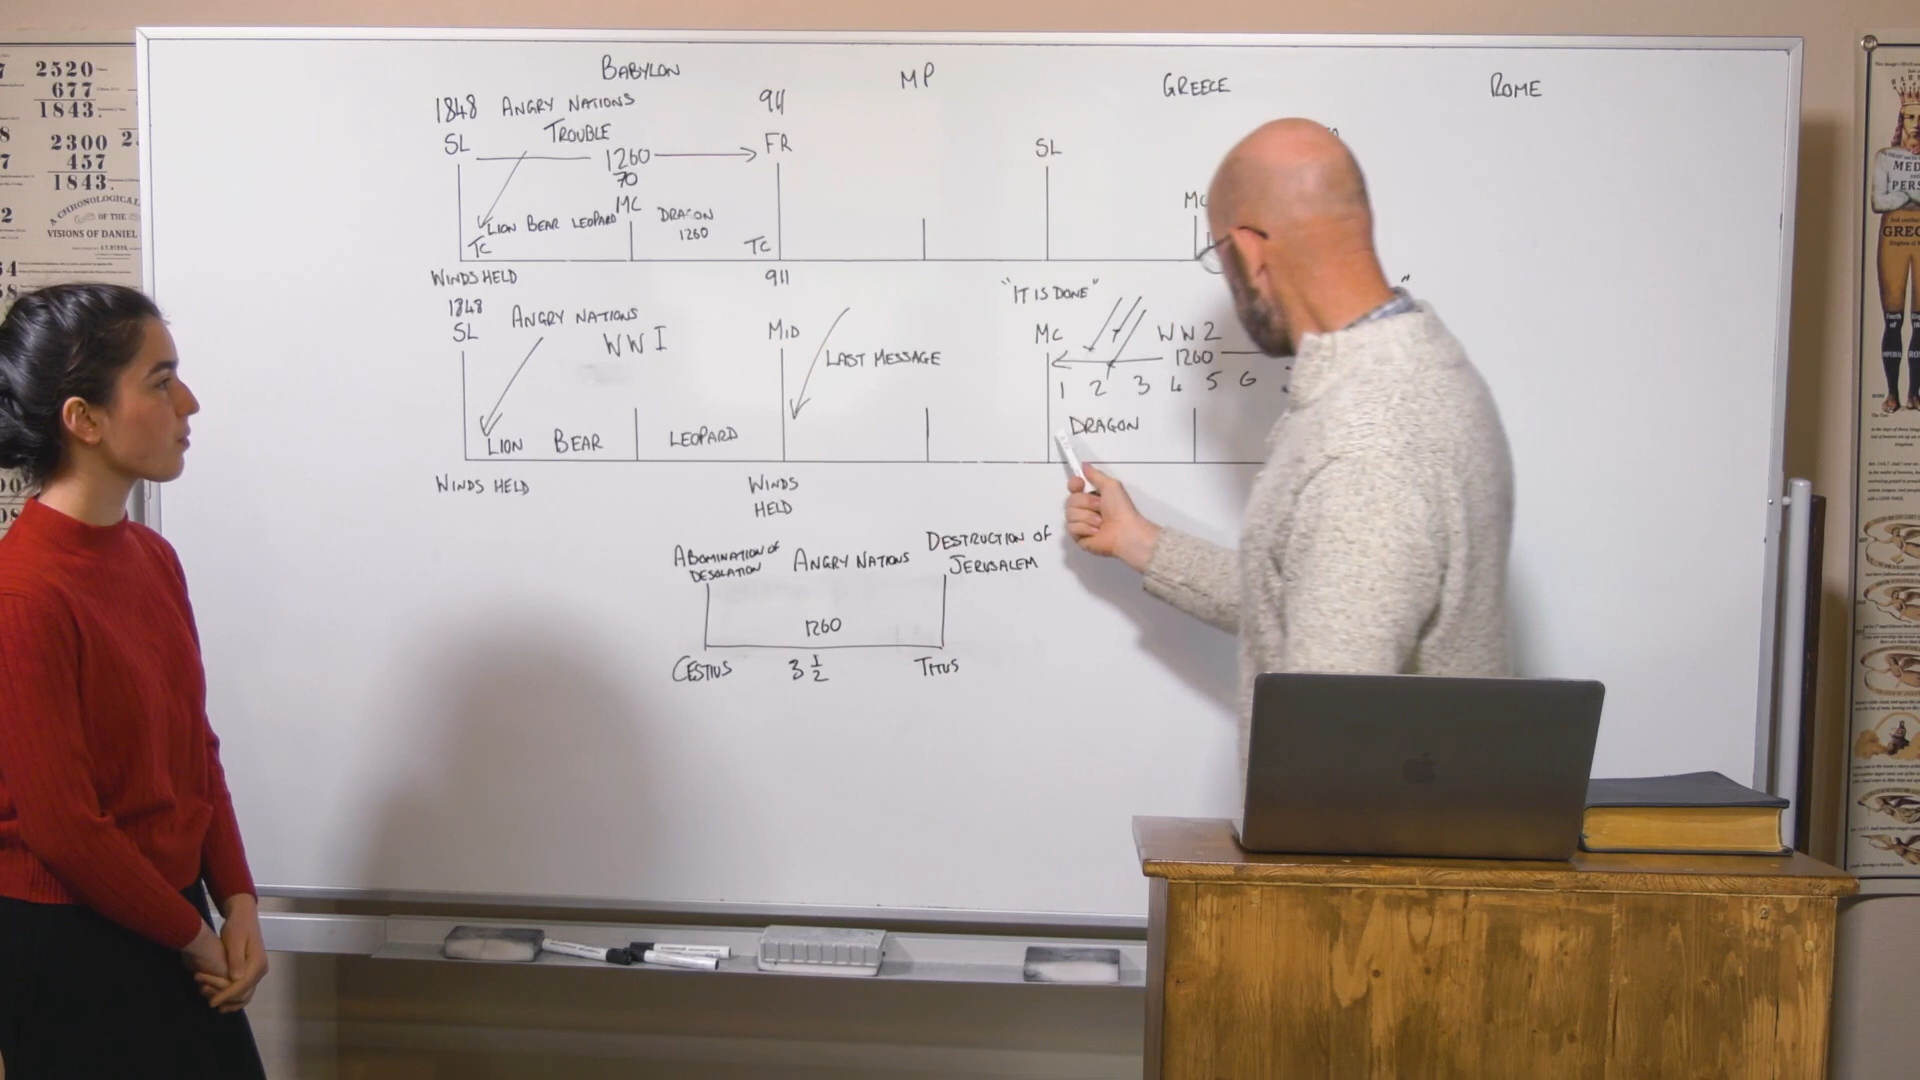 BABYLON
MP
GREECE
ROME
1848 ANGRY NATIONS
911
TROUBLE
SL
1260
FR
SL
70
MC
MC
LION BEAR LEOPARD
DRAGON
1260
TC
TC
WINDS HELD
911
"IT IS DONE"
"
1848
SL
ANGRY NATIONS
WW I
MID
LAST MESSAGE
MC
WW2
1260
1 2 3 4 5 6
LION BEAR
LEOPARD
DRAGON
WINDS HELD
WINDS
HELD
ABOMINATION OF
DESOLATION
ANGRY NATIONS
DESTRUCTION OF
JERUSALEM
1260
CESTIUS
3 1/2
TITUS
2520
677
1843.
2300
457
1843.
A CHRONOLOGICAL
OF THE
VISIONS OF DANIEL
MED
PERS
GREC